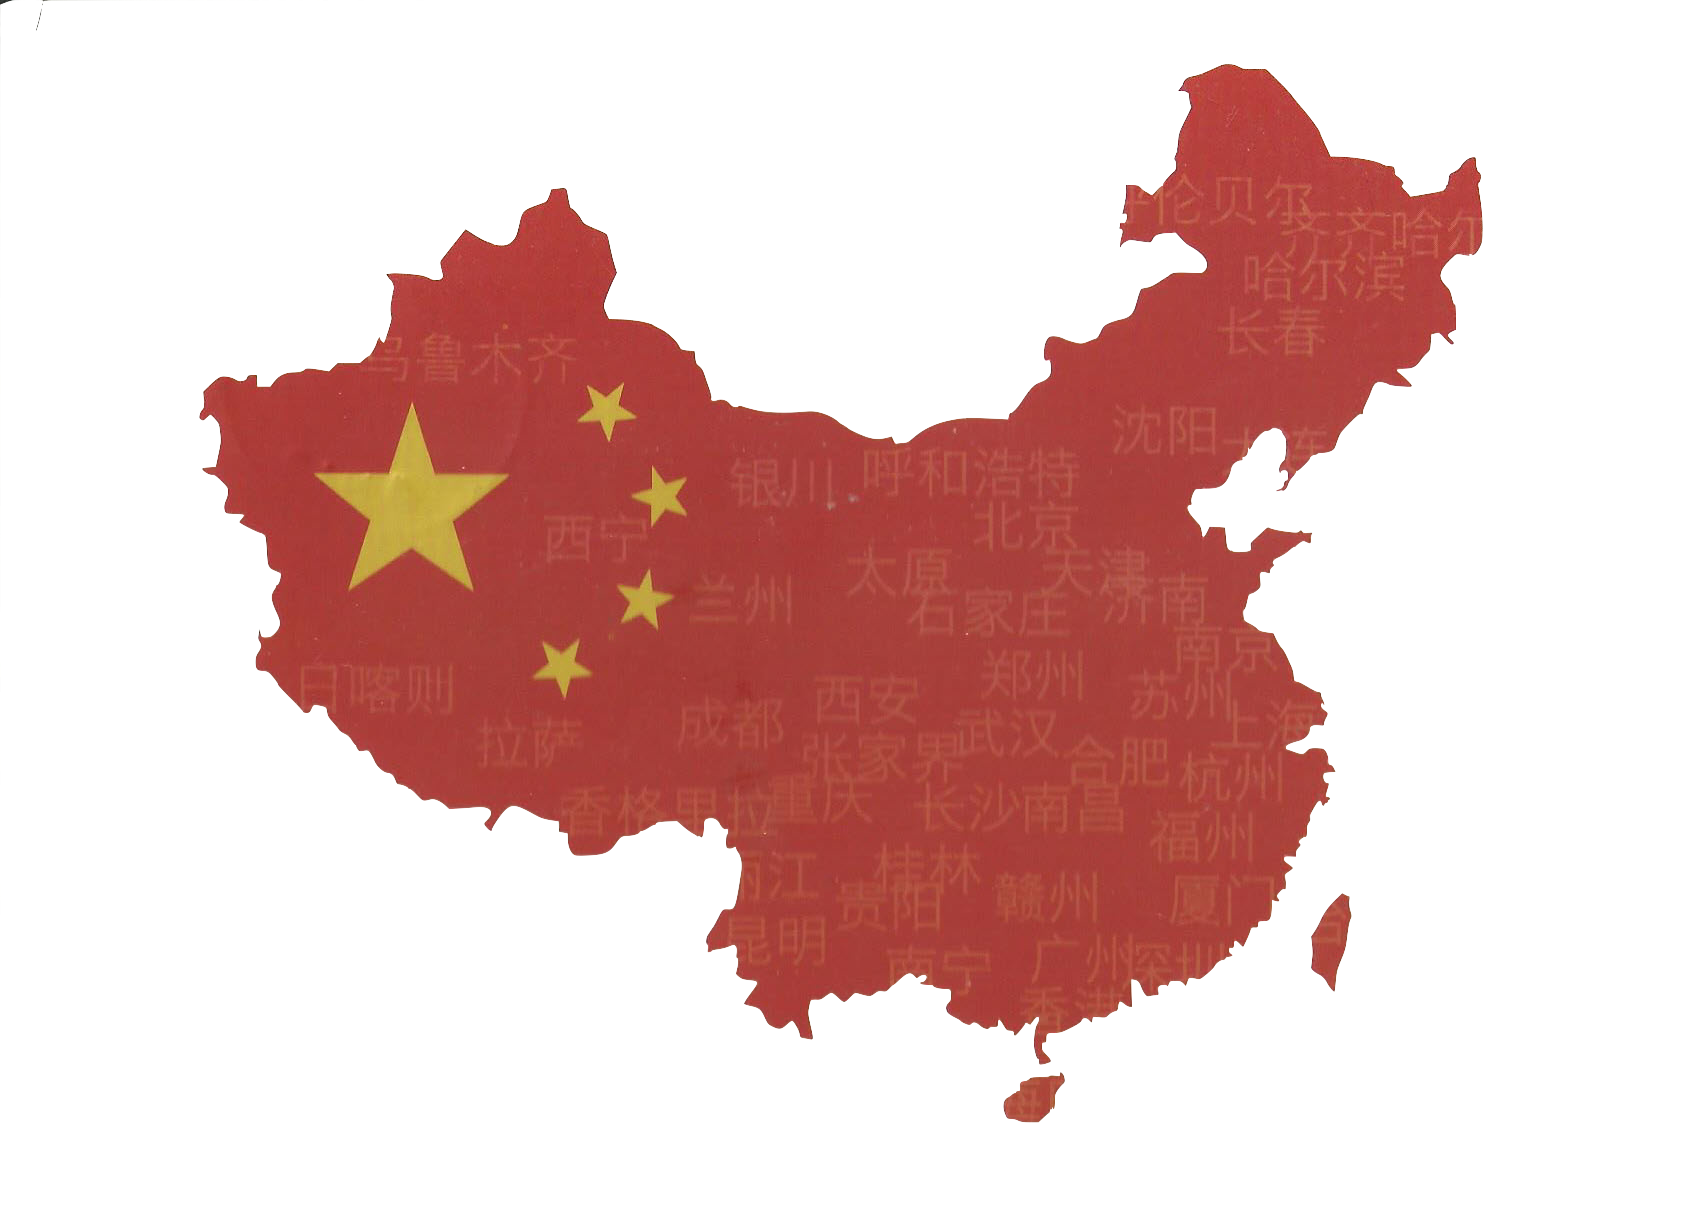 伦贝尔
齐齐哈尔
哈尔滨
长春
乌鲁木齐
沈阳
大连
银川
呼和浩特
北京
西宁
太原
天津
兰州
石家庄
济南
南京
日喀则
郑州
西安
苏州
拉萨
成都
武汉
上海
张家界
合肥
杭州
香格里拉
重庆
长沙
南昌
福州
丽江
桂林
贵阳
赣州
厦门
昆明
南宁
广州
深圳
香港
台